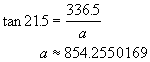 tan 21.5 = 336.5/a
a ≈ 854.2550169